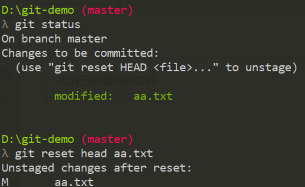 D:\git-demo (master)
λ git status
On branch master
Changes to be committed:
  (use "git reset HEAD <file>..." to unstage)

        modified:   aa.txt


D:\git-demo (master)
λ git reset head aa.txt
Unstaged changes after reset:
M       aa.txt